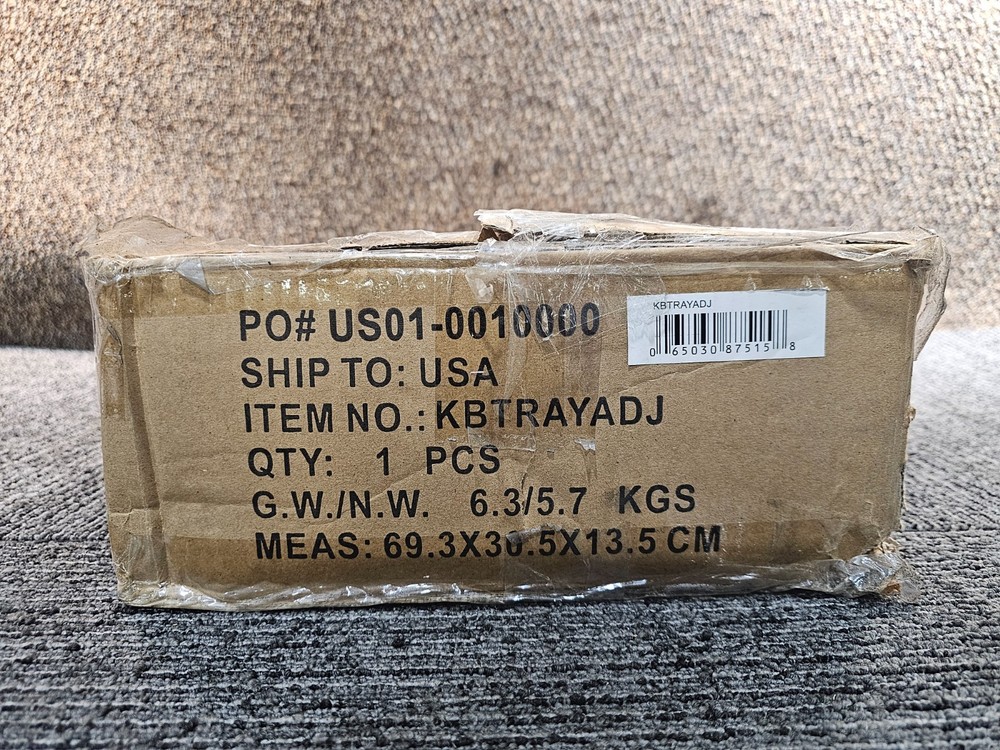 PO# US01-0010000
SHIP TO: USA
ITEM NO.: KBTRAYADJ
QTY: 1 PCS
G.W./N.W. 6.3/5.7 KGS
MEAS: 69.3X30.5X13.5 CM
KBTRAYADJ
0 65030 87515 8